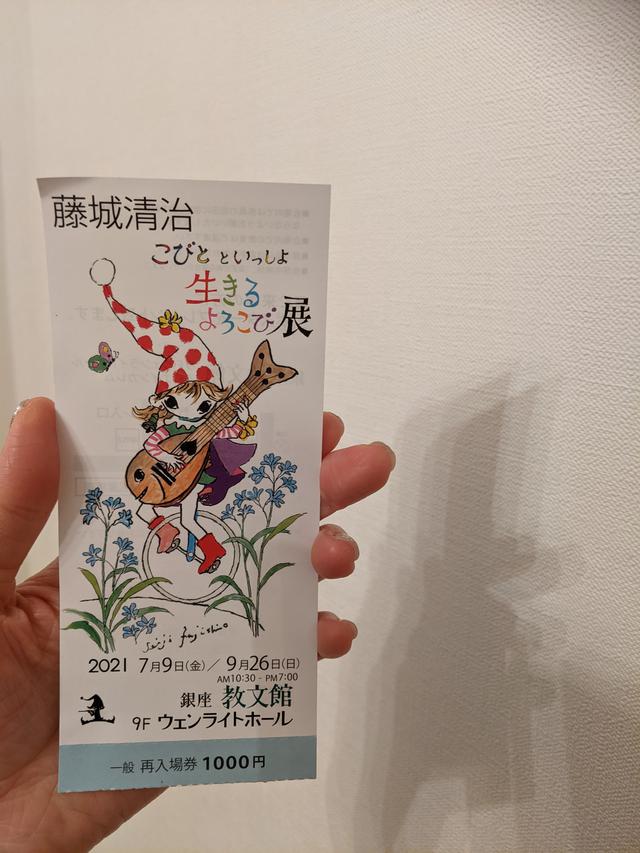 藤城清治
こびと といっしょ
生きる
よろこび展
Seiji Fujishiro
2021 7月9日(金)／9月26日(日)
AM10:30 - PM7:00
銀座 教文館
9F ウェンライトホール
一般 再入場券 1000円